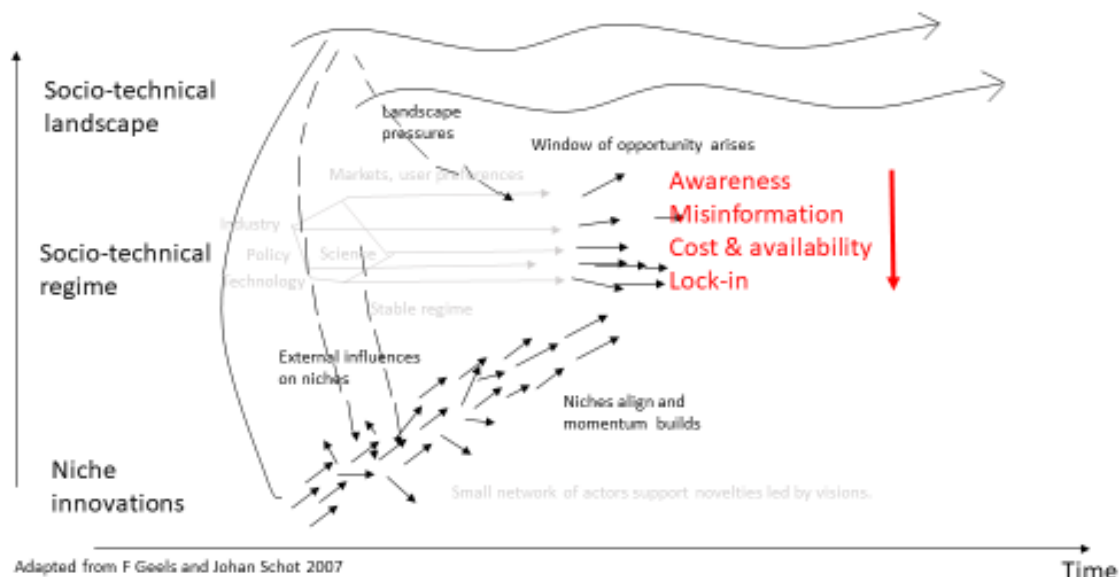 Socio-technical
landscape
Landscape
pressures
Window of opportunity arises
Markets, user preferences
Awareness
Industry
Misinformation
Socio-technical
regime
Policy
Science
Cost & availability
Technology
Lock-in
Stable regime
External influences
on niches
Niches align and
momentum builds
Niche
innovations
Small network of actors support novelties led by visions.
Adapted from F Geels and Johan Schot 2007
Time